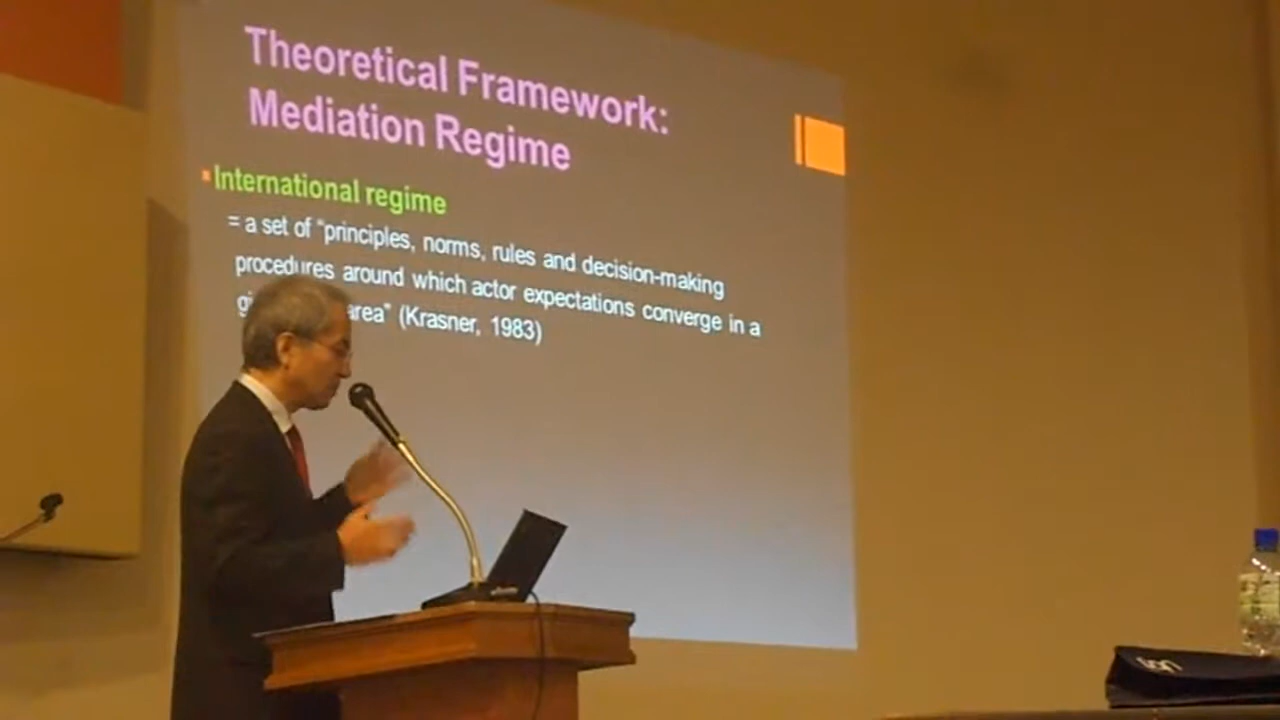 Theoretical Framework:
Mediation Regime
International regime
= a set of “principles, norms, rules and decision-making
procedures around which actor expectations converge in a
area” (Krasner, 1983)